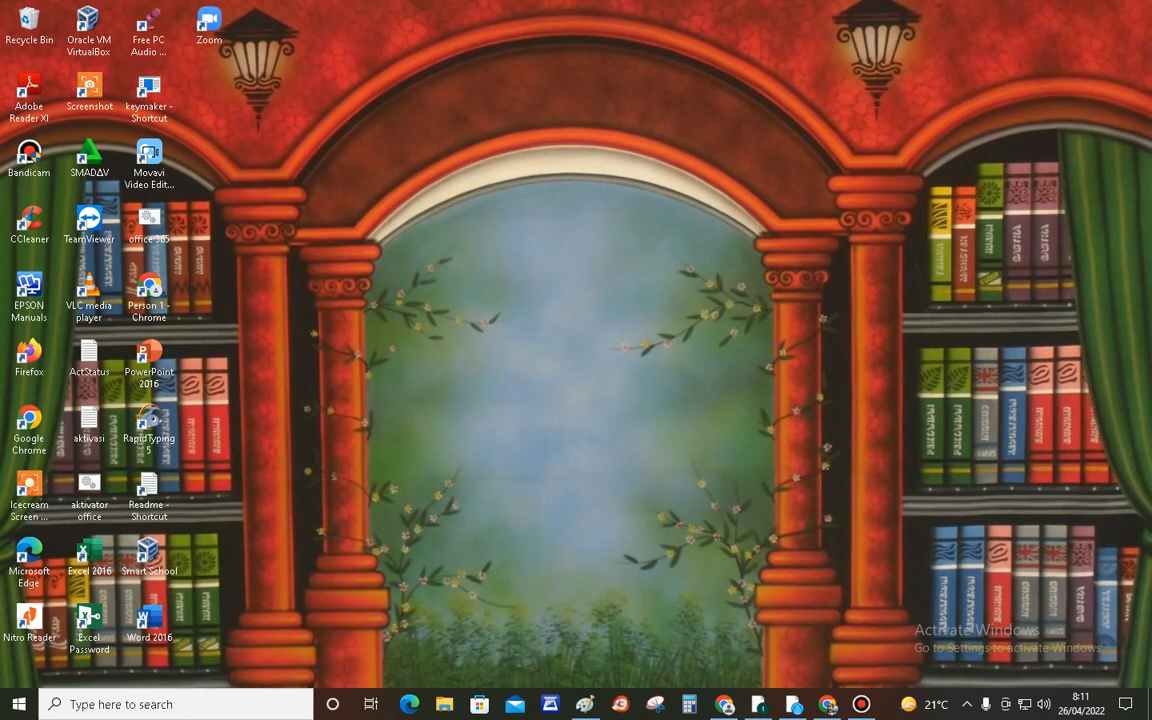 Recycle Bin
Oracle VM
VirtualBox
Free PC
Audio ...
Zoom
Adobe
Reader XI
Screenshot
keymaker -
Shortcut
Bandicam
SMADAV
Movavi
Video Edit...
CCleaner
TeamViewer
office 365
EPSON
Manuals
VLC media
player
Person 1 -
Chrome
Firefox
ActStatus
PowerPoint
2016
Google
Chrome
aktivasi
RapidTyping
5
Icecream
Screen ...
aktivator
office
Readme -
Shortcut
Microsoft
Edge
Excel 2016
Smart School
Nitro Reader
Excel
Password
Word 2016
Activate Windows
Go to Settings to activate Windows.
Type here to search
21°C
8:11
26/04/2022